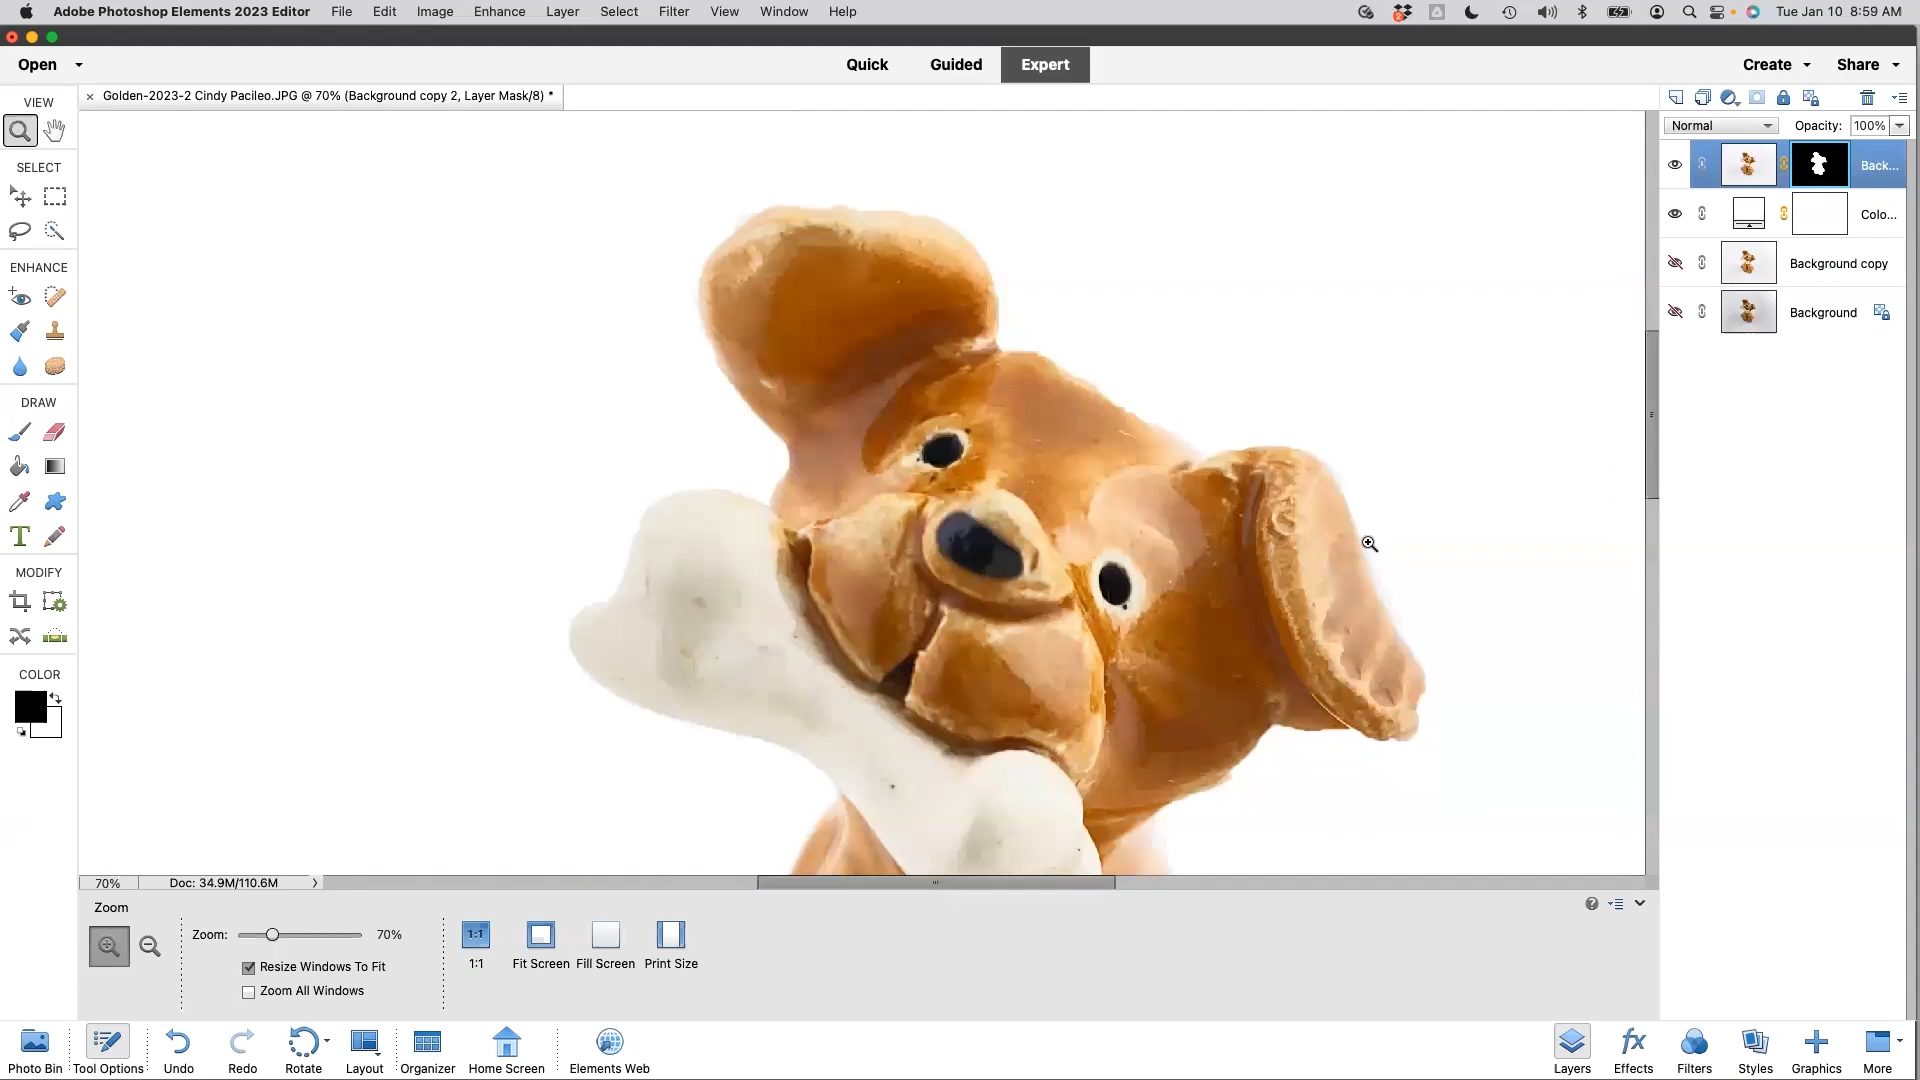 Adobe Photoshop Elements 2023 Editor File Edit Image Enhance Layer Select Filter View Window Help 2 Tue Jan 10 8:59 AM
Open Quick Guided Expert Create Share
× Golden-2023-2 Cindy Pacileo.JPG @ 70% (Background copy 2, Layer Mask/8) *
VIEW
SELECT
ENHANCE
DRAW
T
MODIFY
COLOR
Normal Opacity: 100%
Back...
Colo...
Background copy
Background
70% Doc: 34.9M/110.6M
Zoom
Zoom: 70%
Resize Windows To Fit
Zoom All Windows
1:1
1:1 Fit Screen Fill Screen Print Size
Photo Bin Tool Options Undo Redo Rotate Layout Organizer Home Screen Elements Web
fx
Layers Effects Filters Styles Graphics More